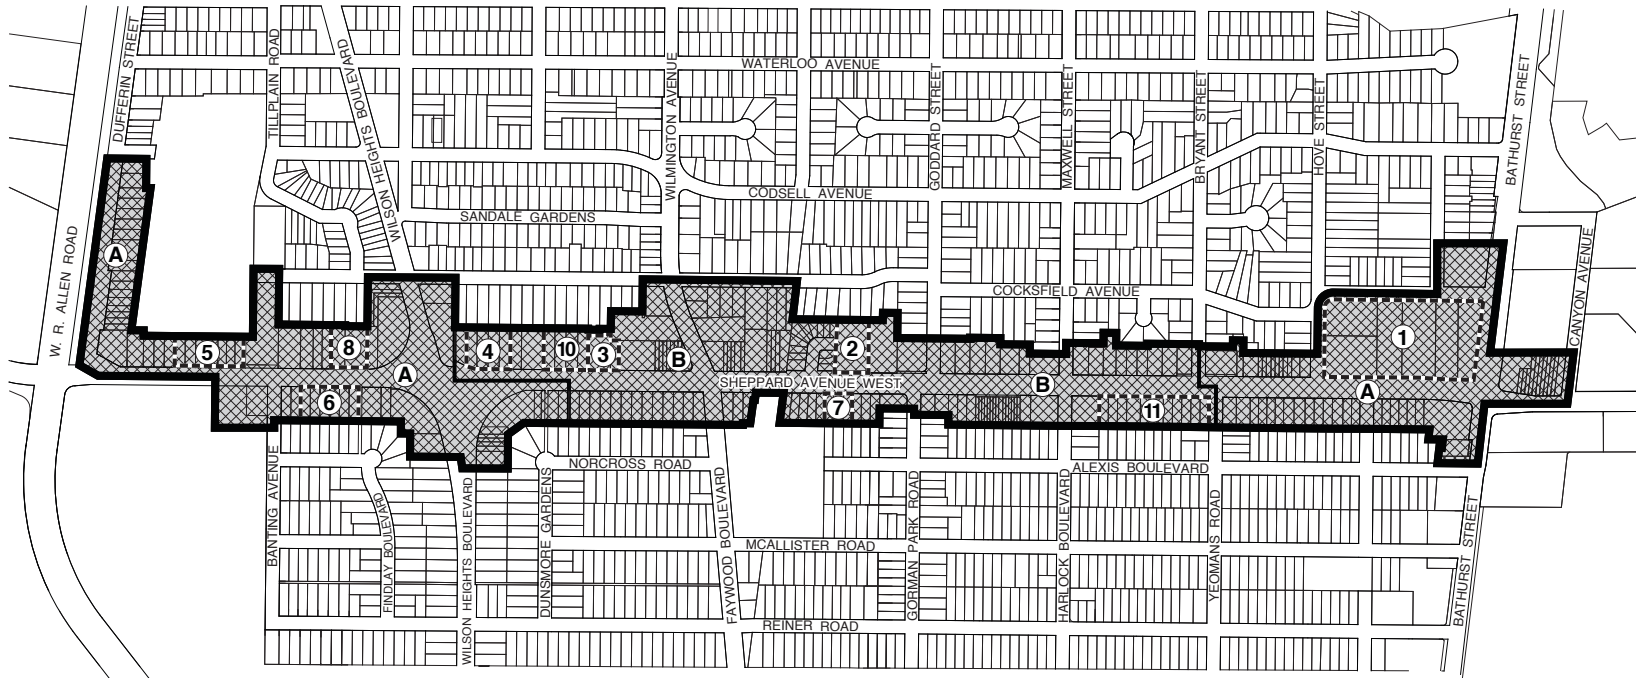 DUFFERIN STREET
TILLPLAIN ROAD
WILSON HEIGHTS BOULEVARD
WILMINGTON AVENUE
WATERLOO AVENUE
GODDARD STREET
MAXWELL STREET
BRYANT STREET
HOVE STREET
BATHURST STREET
BATHURST STREET
CODSELL AVENUE
SANDALE GARDENS
W. R. ALLEN ROAD
CANYON AVENUE
COCKSFIELD AVENUE
A
5
8
4
10
3
B
2
1
A
SHEPPARD AVENUE WEST
B
A
6
7
11
NORCROSS ROAD
ALEXIS BOULEVARD
BANTING AVENUE
FINDLAY BOULEVARD
WILSON HEIGHTS BOULEVARD
DUNSMORE GARDENS
FAYWOOD BOULEVARD
MCALLISTER ROAD
GORMAN PARK ROAD
HARLOCK BOULEVARD
YEOMANS ROAD
BATHURST STREET
REINER ROAD